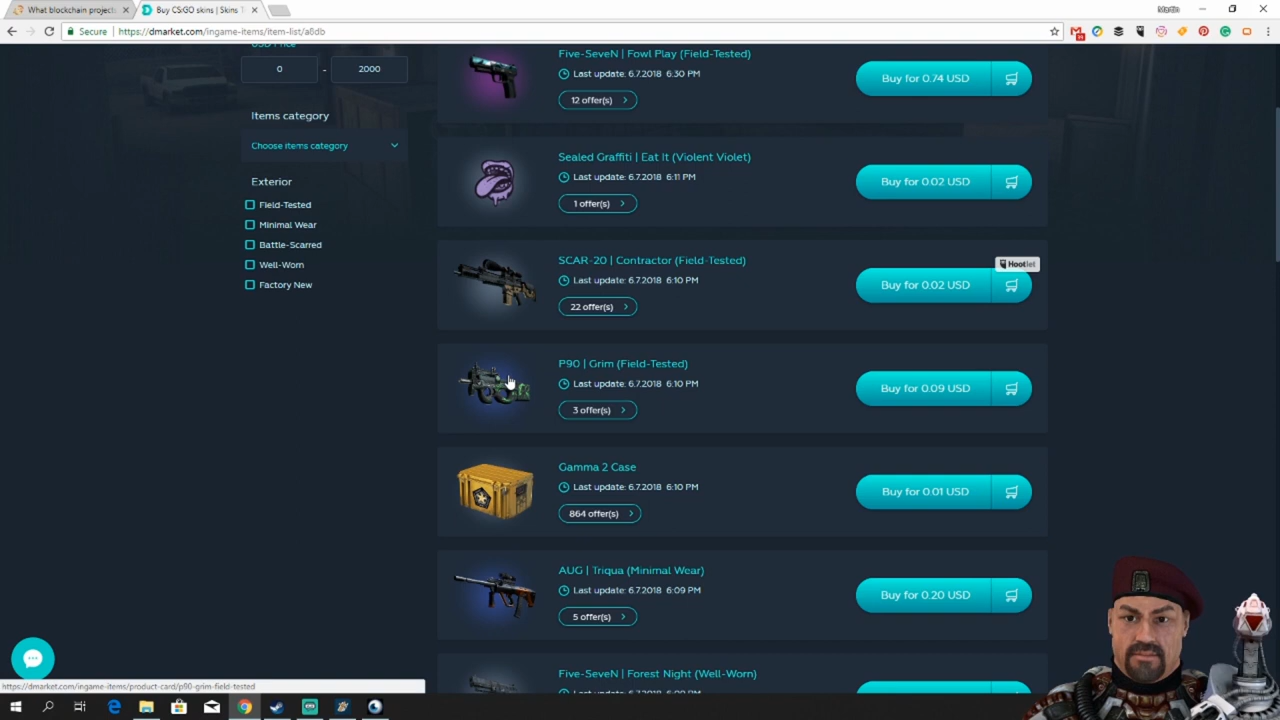 What blockchain project
Buy CS:GO skins | Skins T
Martin
Secure
https://dmarket.com/ingame-items/item-list/a8db
0
-
2000
Items category
Choose items category
Exterior
Field-Tested
Minimal Wear
Battle-Scarred
Well-Worn
Factory New
Five-SeveN | Fowl Play (Field-Tested)
Last update: 6.7.2018 6:30 PM
12 offer(s)
Buy for 0.74 USD
Sealed Graffiti | Eat It (Violent Violet)
Last update: 6.7.2018 6:11 PM
1 offer(s)
Buy for 0.02 USD
SCAR-20 | Contractor (Field-Tested)
Last update: 6.7.2018 6:10 PM
22 offer(s)
Hootlet
Buy for 0.02 USD
P90 | Grim (Field-Tested)
Last update: 6.7.2018 6:10 PM
3 offer(s)
Buy for 0.09 USD
Gamma 2 Case
Last update: 6.7.2018 6:10 PM
864 offer(s)
Buy for 0.01 USD
AUG | Triqua (Minimal Wear)
Last update: 6.7.2018 6:09 PM
5 offer(s)
Buy for 0.20 USD
Five-SeveN | Forest Night (Well-Worn)
https://dmarket.com/ingame-items/product-card/p90-grim-field-tested